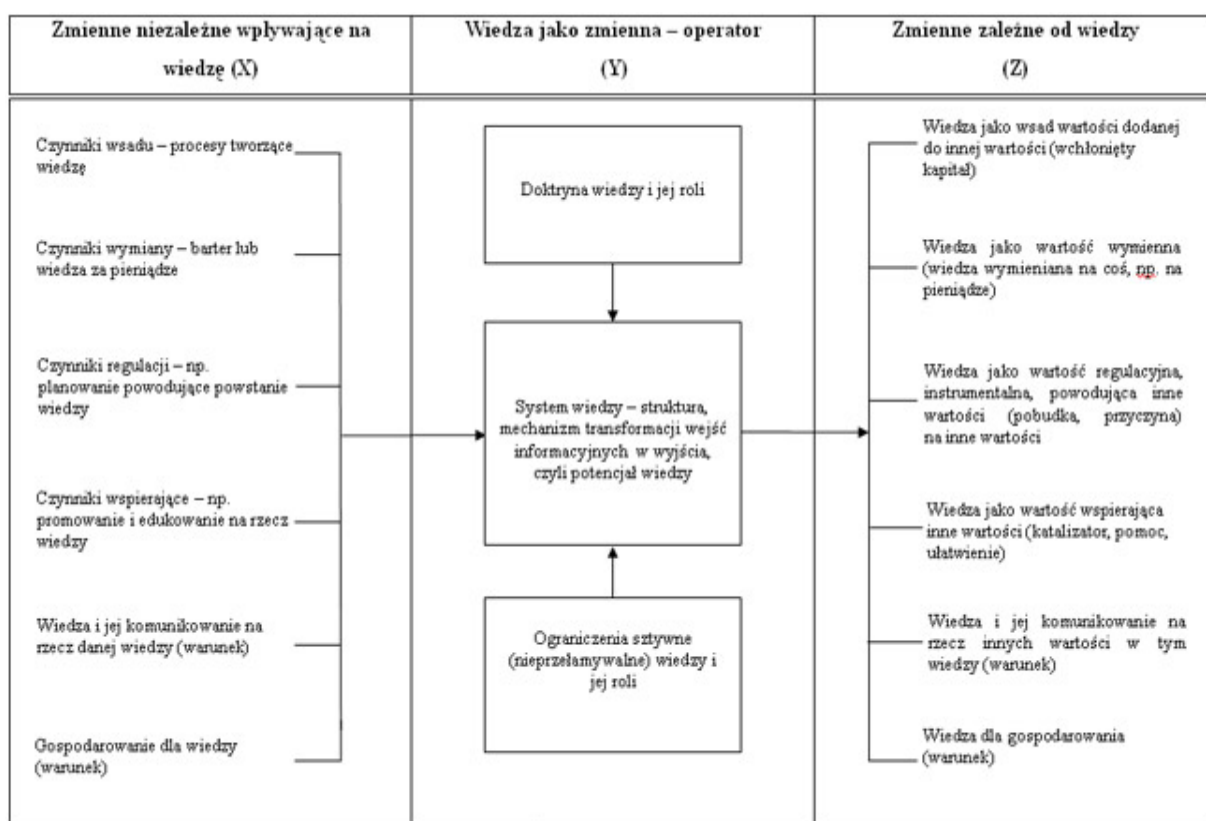 Zmienne niezależne wpływające na
wiedzę (X)
Wiedza jako zmienna – operator
(Y)
Zmienne zależne od wiedzy
(Z)
Czynniki wsadu – procesy tworzące
wiedzę
Czynniki wymiany – barter lub
wiedza za pieniądze
Czynniki regulacji – np.
planowanie powodujące powstanie
wiedzy
Czynniki wspierające – np.
promowanie i edukowanie na rzecz
wiedzy
Wiedza i jej komunikowanie na
rzecz danej wiedzy (warunek)
Gospodarowanie dla wiedzy
(warunek)
Doktryna wiedzy i jej roli
System wiedzy – struktura,
mechanizm transformacji wejść
informacyjnych w wyjścia,
czyli potencjał wiedzy
Ograniczenia sztywne
(nieprzełamywalne) wiedzy i
jej roli
Wiedza jako wsad wartości dodanej
do innej wartości (wchłonięty
kapitał)
Wiedza jako wartość wymienna
(wiedza wymieniana na coś, np. na
pieniądze)
Wiedza jako wartość regulacyjna,
instrumentalna, powodująca inne
wartości (pobudka, przyczyna)
na inne wartości
Wiedza jako wartość wspierająca
inne wartości (katalizator, pomoc,
ułatwienie)
Wiedza i jej komunikowanie na
rzecz innych wartości w tym
wiedzy (warunek)
Wiedza dla gospodarowania
(warunek)